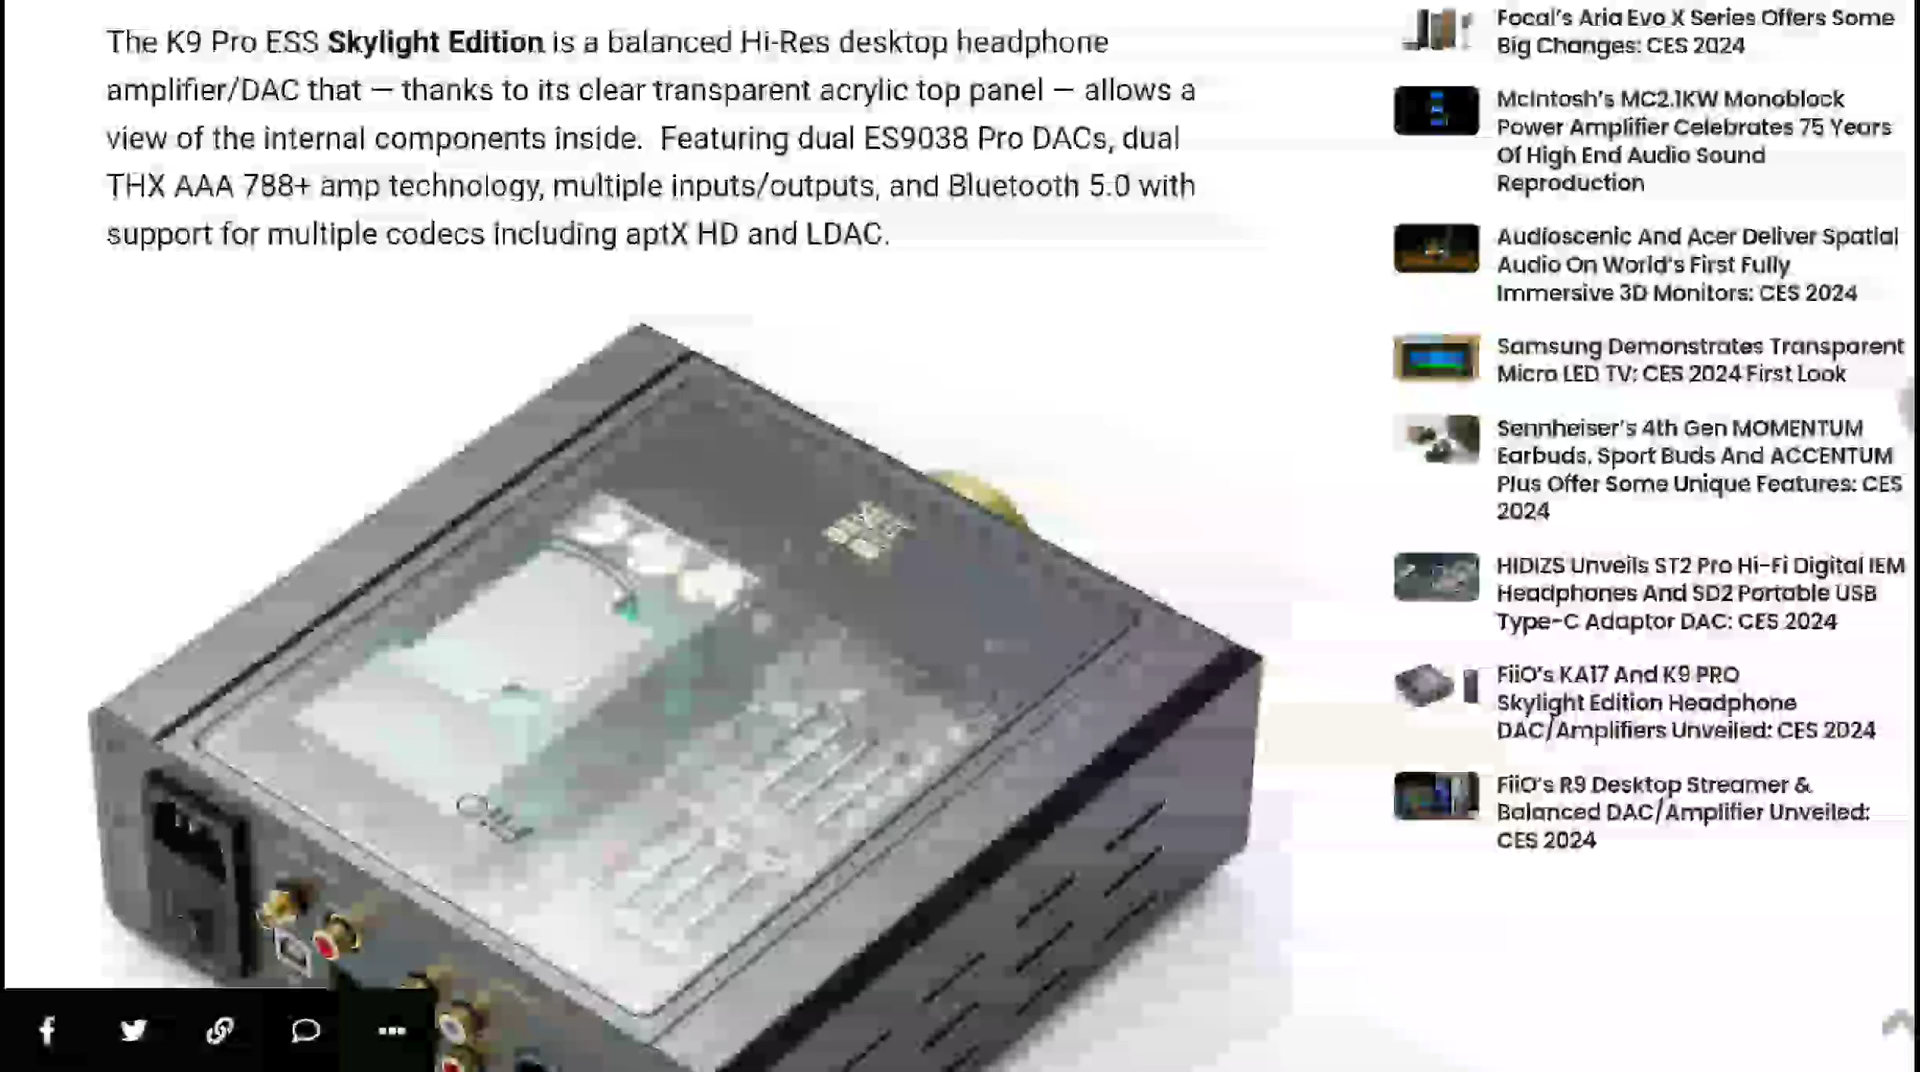 The K9 Pro ESS Skylight Edition is a balanced Hi-Res desktop headphone
amplifier/DAC that — thanks to its clear transparent acrylic top panel — allows a
view of the internal components inside. Featuring dual ES9038 Pro DACs, dual
THX AAA 788+ amp technology, multiple inputs/outputs, and Bluetooth 5.0 with
support for multiple codecs including aptX HD and LDAC.
Focal's Aria Evo X Series Offers Some
Big Changes: CES 2024
McIntosh's MC2.1KW Monoblock
Power Amplifier Celebrates 75 Years
Of High End Audio Sound
Reproduction
Audioscenic And Acer Deliver Spatial
Audio On World's First Fully
Immersive 3D Monitors: CES 2024
Samsung Demonstrates Transparent
Micro LED TV: CES 2024 First Look
Sennheiser's 4th Gen MOMENTUM
Earbuds, Sport Buds And ACCENTUM
Plus Offer Some Unique Features: CES
2024
HIDIZS Unveils ST2 Pro Hi-Fi Digital IEM
Headphones And SD2 Portable USB
Type-C Adaptor DAC: CES 2024
FiiO's KA17 And K9 PRO
Skylight Edition Headphone
DAC/Amplifiers Unveiled: CES 2024
FiiO's R9 Desktop Streamer &
Balanced DAC/Amplifier Unveiled:
CES 2024
FiiO